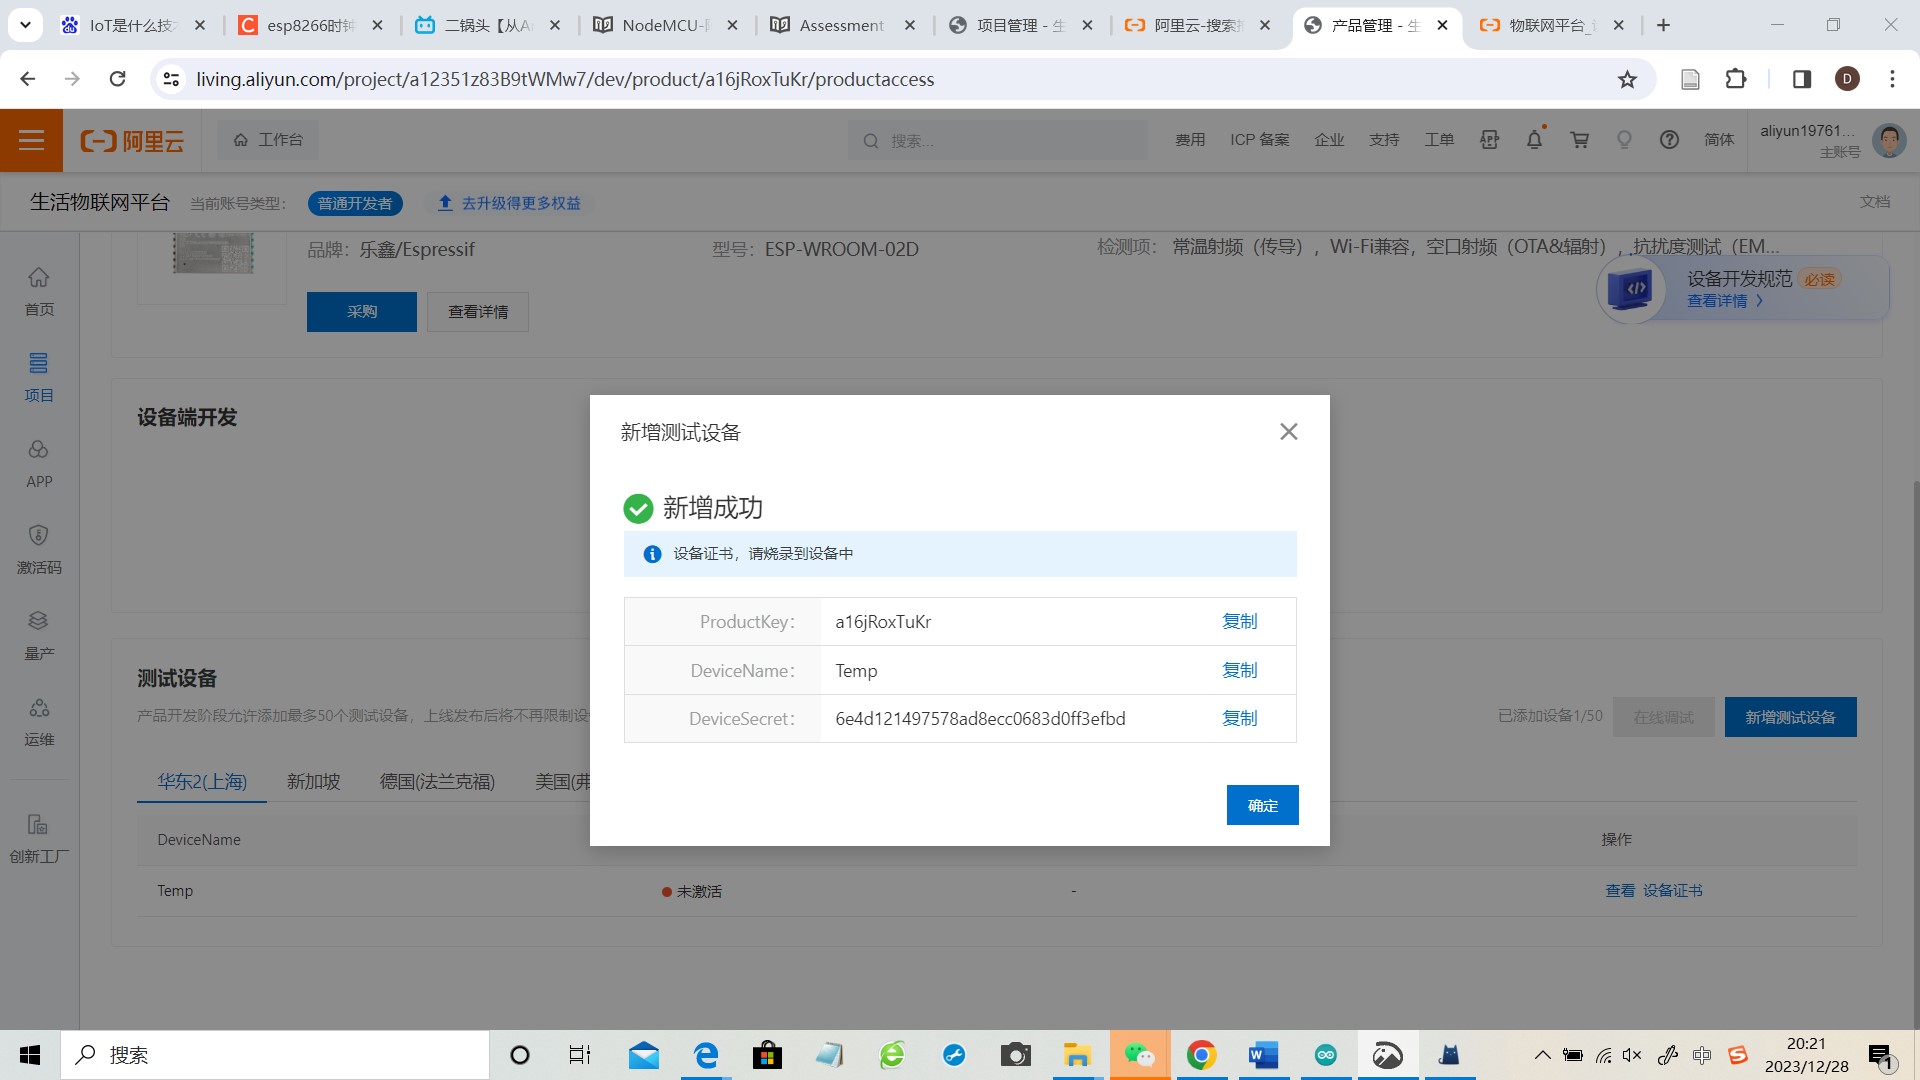 IoT是什么技
esp8266时钟
二锅头【从A
NodeMCU-
Assessment
项目管理 - 生
阿里云-搜索
产品管理 - 生
物联网平台_
living.aliyun.com/project/a12351z83B9tWMw7/dev/product/a16jRoxTuKr/productaccess
D
阿里云
工作台
搜索...
费用
ICP 备案
企业
支持
工单
简体
aliyun19761...
主账号
生活物联网平台
当前账号类型:
普通开发者
去升级得更多权益
文档
首页
项目
APP
激活码
量产
运维
创新工厂
品牌: 乐鑫/Espressif
型号: ESP-WROOM-02D
检测项: 常温射频（传导），Wi-Fi兼容，空口射频（OTA&辐射），抗扰度测试（EM...
采购
查看详情
设备开发规范 必读
查看详情
设备端开发
新增测试设备
新增成功
设备证书，请烧录到设备中
ProductKey: a16jRoxTuKr 复制
DeviceName: Temp 复制
DeviceSecret: 6e4d121497578ad8ecc0683d0ff3efbd 复制
确定
测试设备
产品开发阶段允许添加最多50个测试设备，上线发布后将不再限制设
已添加设备1/50
在线调试
新增测试设备
华东2(上海)
新加坡
德国(法兰克福)
美国(弗
DeviceName
操作
Temp
未激活
-
查看 设备证书
搜索
中
20:21
2023/12/28
1